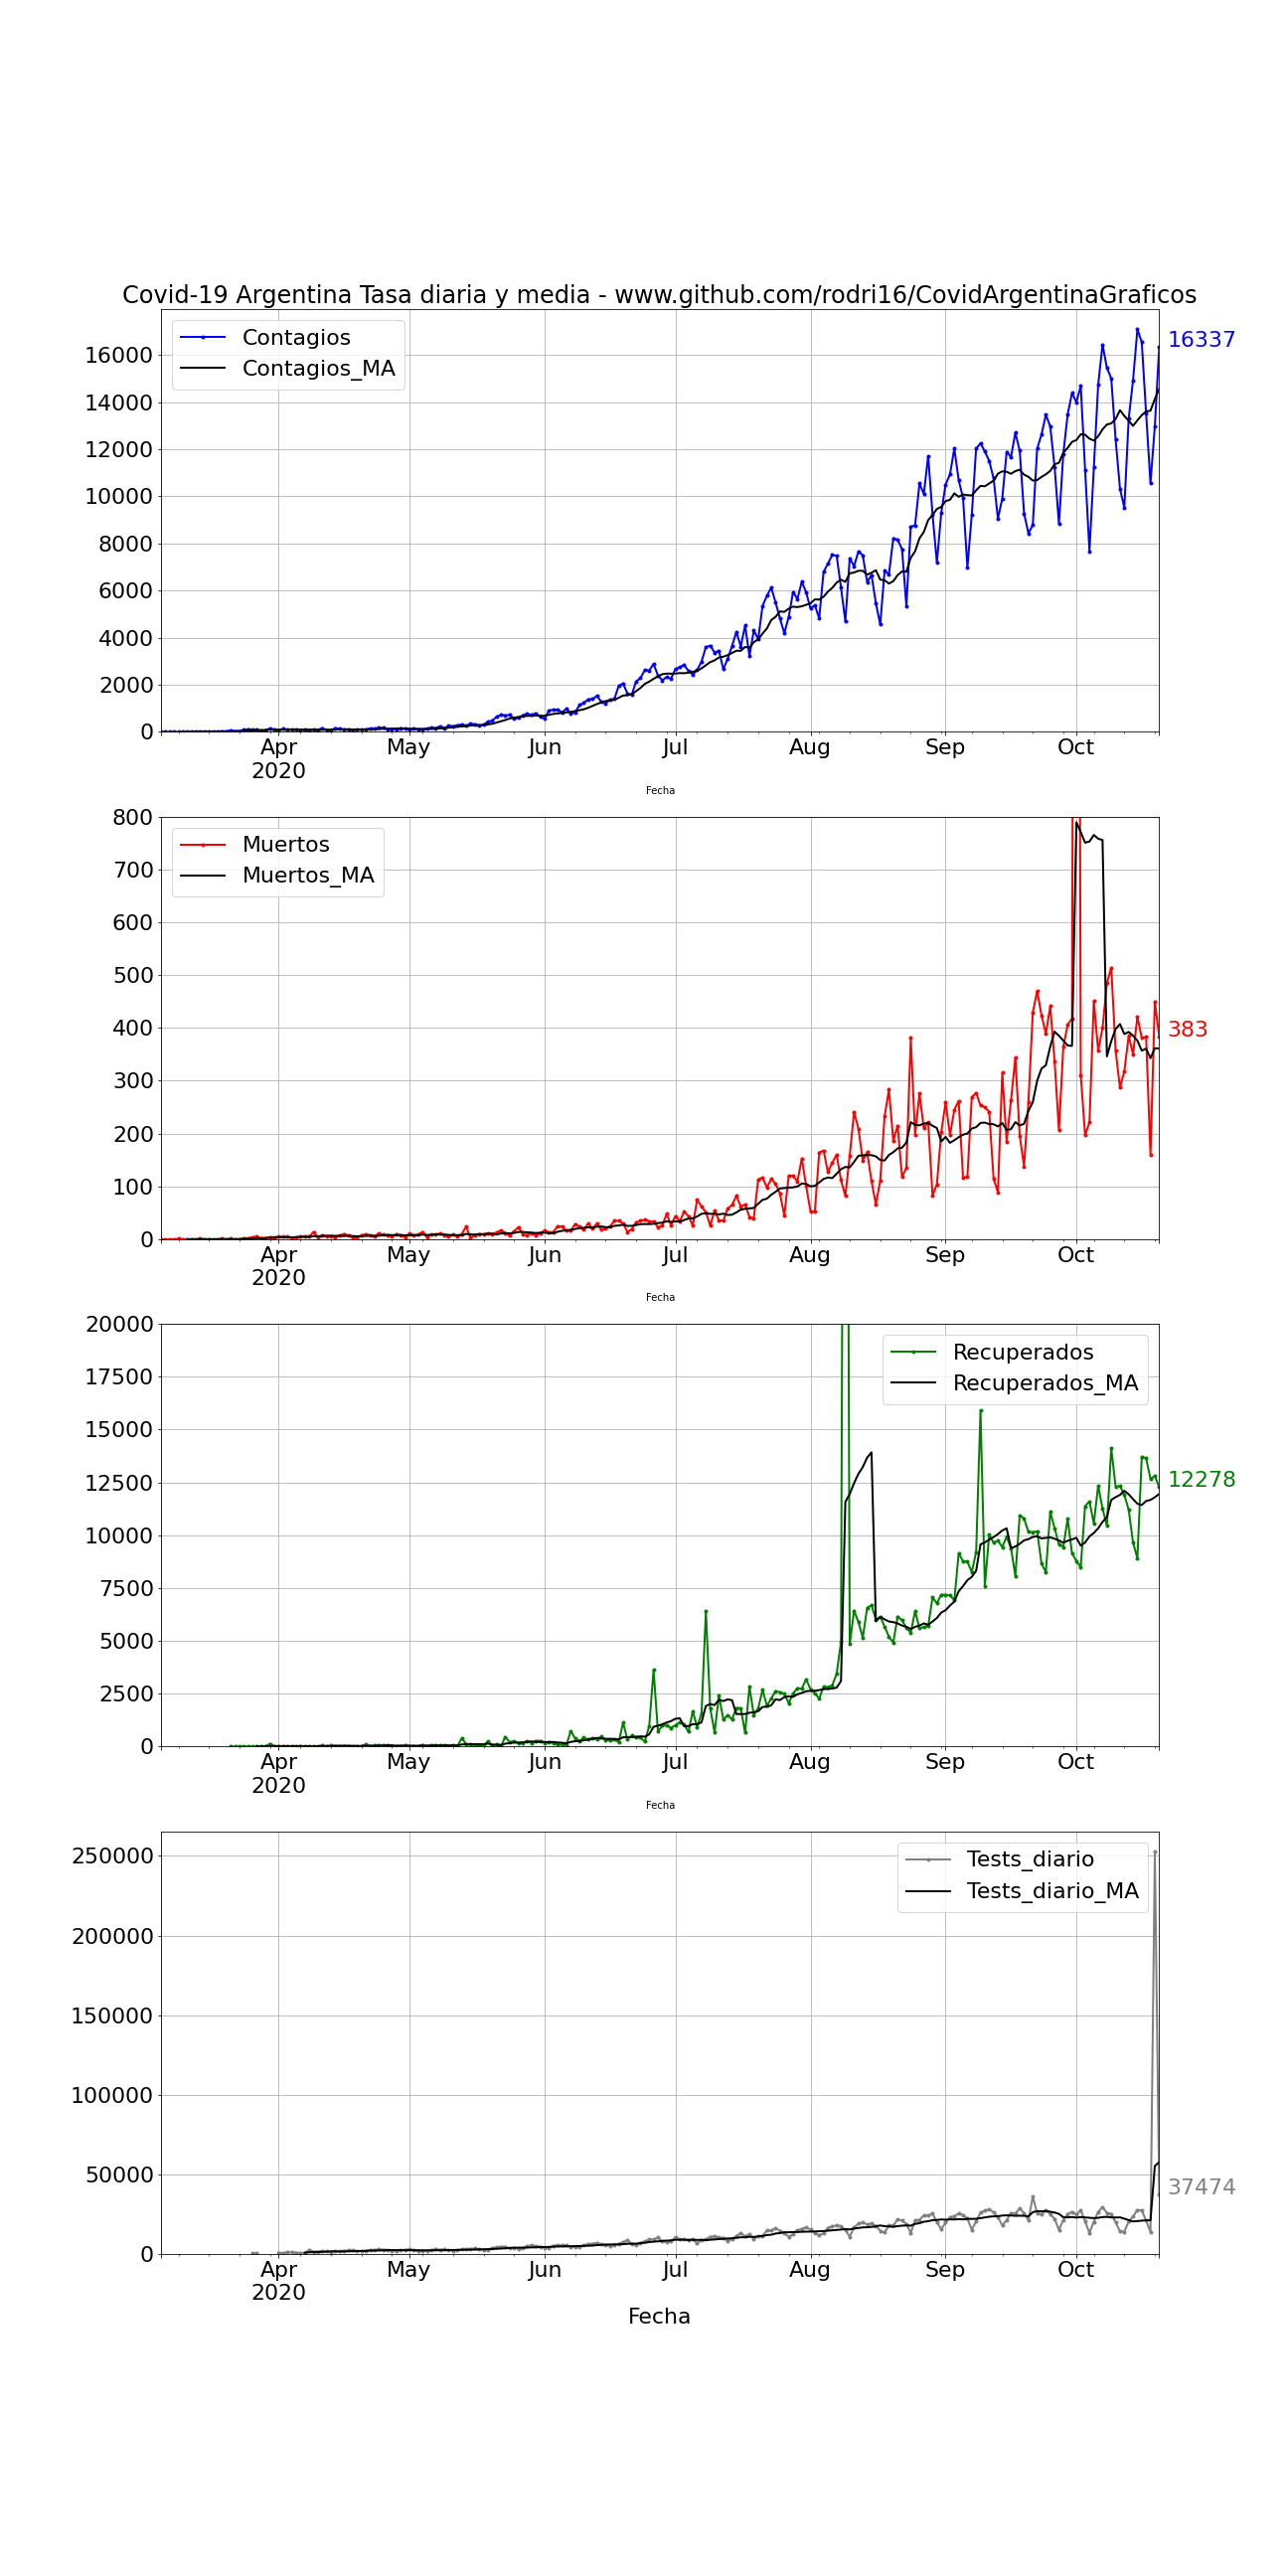 Covid-19 Argentina Tasa diaria y media - www.github.com/rodri16/CovidArgentinaGraficos
Contagios
Contagios_MA
16337
16000
14000
12000
10000
8000
6000
4000
2000
0
Apr May Jun Jul Aug Sep Oct
2020
Fecha
Muertos
Muertos_MA
383
800
700
600
500
400
300
200
100
0
Apr May Jun Jul Aug Sep Oct
2020
Fecha
Recuperados
Recuperados_MA
12278
20000
17500
15000
12500
10000
7500
5000
2500
0
Apr May Jun Jul Aug Sep Oct
2020
Fecha
Tests_diario
Tests_diario_MA
37474
250000
200000
150000
100000
50000
0
Apr May Jun Jul Aug Sep Oct
2020
Fecha